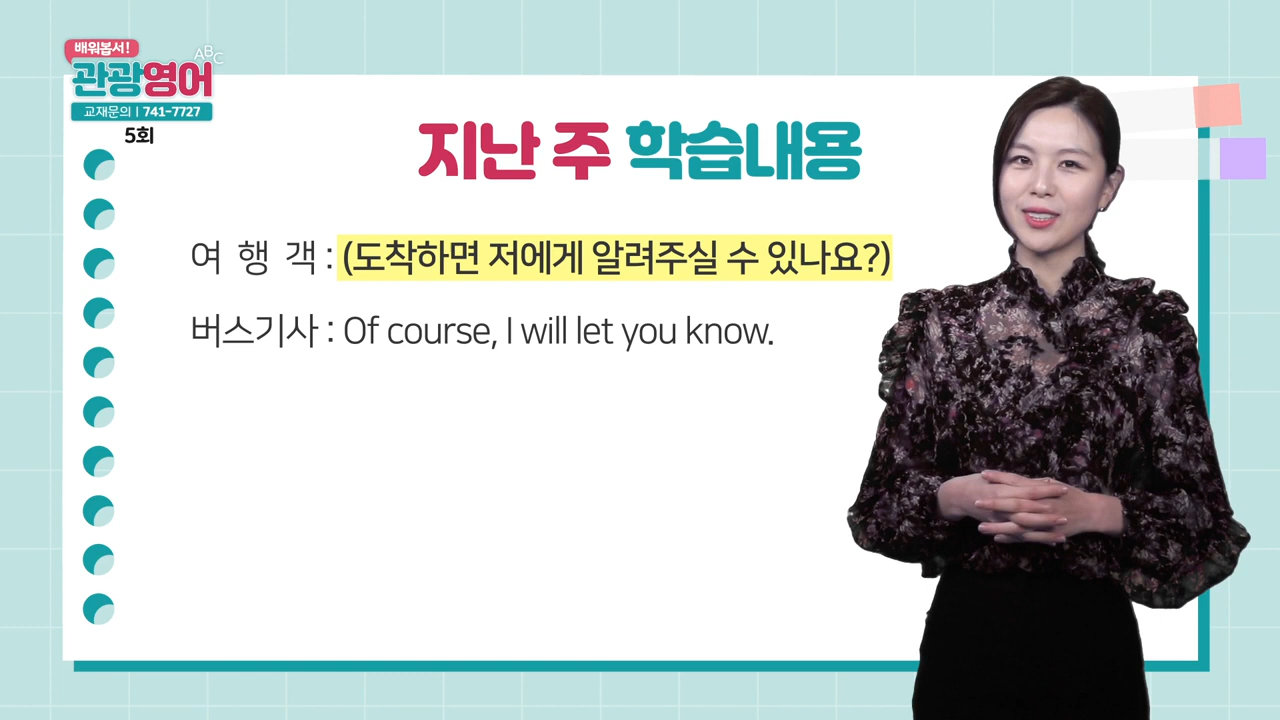 배워봅서!
ABC
관광영어
교재문의 | 741-7727
5회
지난 주 학습내용
여 행 객 : (도착하면 저에게 알려주실 수 있나요?)
버스기사 : Of course, I will let you know.